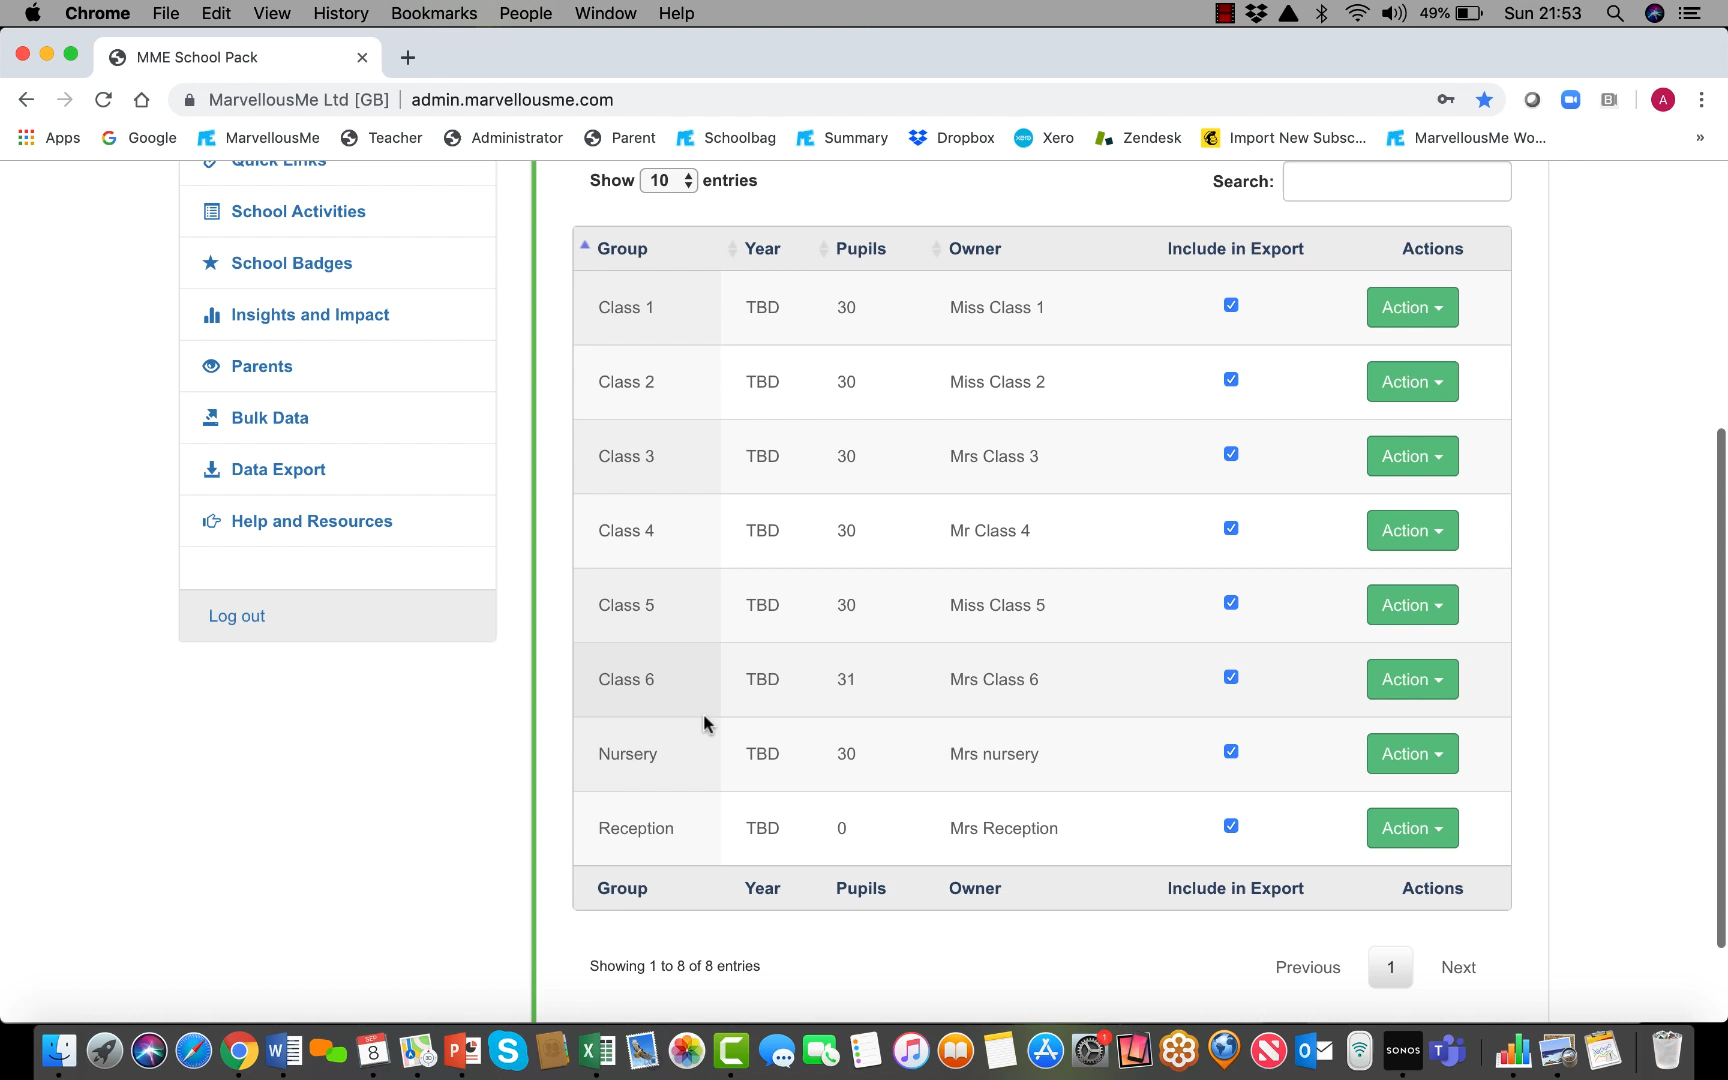 Chrome File Edit View History Bookmarks People Window Help 49% Sun 21:53
MME School Pack
MarvellousMe Ltd [GB] admin.marvellousme.com A
Apps Google MarvellousMe Teacher Administrator Parent Schoolbag Summary Dropbox Xero Zendesk Import New Subsc... MarvellousMe Wo... »
Quick Links
School Activities
School Badges
Insights and Impact
Parents
Bulk Data
Data Export
Help and Resources
Log out
Show 10 entries Search:
Group Year Pupils Owner Include in Export Actions
Class 1 TBD 30 Miss Class 1 Action
Class 2 TBD 30 Miss Class 2 Action
Class 3 TBD 30 Mrs Class 3 Action
Class 4 TBD 30 Mr Class 4 Action
Class 5 TBD 30 Miss Class 5 Action
Class 6 TBD 31 Mrs Class 6 Action
Nursery TBD 30 Mrs nursery Action
Reception TBD 0 Mrs Reception Action
Group Year Pupils Owner Include in Export Actions
Showing 1 to 8 of 8 entries Previous 1 Next
SONOS